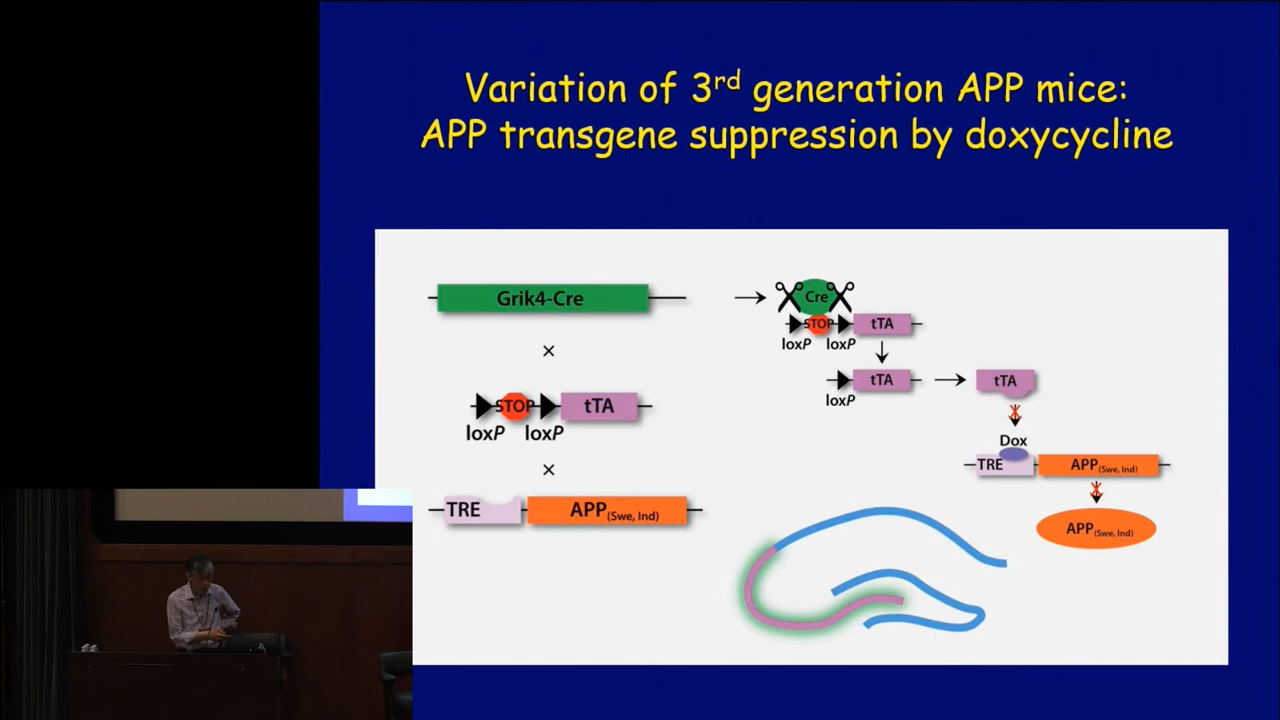 Variation of 3rd generation APP mice:
APP transgene suppression by doxycycline
Grik4-Cre
×
STOP
tTA
loxP loxP
×
TRE
APP(Swe, Ind)
Cre
STOP
tTA
loxP loxP
tTA
loxP
tTA
Dox
TRE
APP(Swe, Ind)
APP(Swe, Ind)